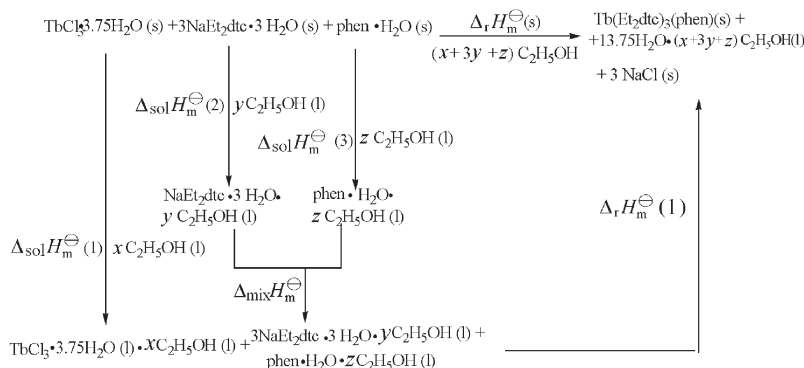 TbCl₃•3.75H₂O (s) +3NaEt₂dtc•3 H₂O (s) + phen •H₂O (s)
ΔrHm⊖(s)
(x+3y+z) C₂H₅OH
Tb(Et₂dtc)₃(phen)(s) +
+13.75H₂O•(x+3y+z)C₂H₅OH(l)
+ 3 NaCl (s)
ΔsolHm⊖(2) yC₂H₅OH (l)
ΔsolHm⊖ (3) z C₂H₅OH (l)
NaEt₂dtc•3 H₂O•
y C₂H₅OH (l)
phen•H₂O•
z C₂H₅OH (l)
ΔrHm⊖(1)
ΔsolHm⊖(1) xC₂H₅OH (l)
ΔmixHm⊖
TbCl₃•3.75H₂O (l)•xC₂H₅OH (l) +
3NaEt₂dtc•3 H₂O•yC₂H₅OH (l) +
phen•H₂O•zC₂H₅OH (l)